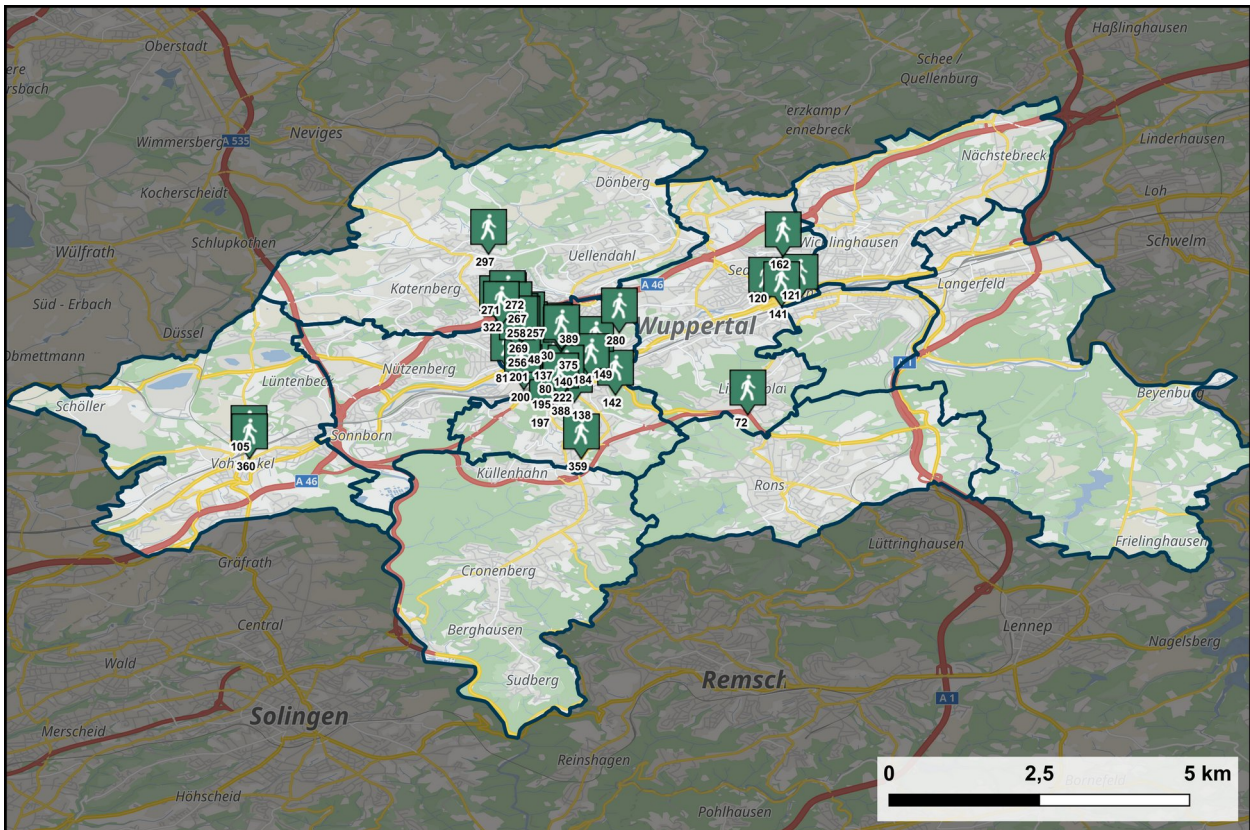 Haßlinghausen
Oberstadt
Schee /
Quellenburg
ere
rsbach
erzkamp /
ennebreck
Neviges
Wimmersberg
A 535
Linderhausen
Nächstebreck
Dönberg
Kocherscheidt
Loh
Schlupkothen
Wülfrath
Schwelm
Uellendahl
297
162
Wichlinghausen
Katernberg
Langerfeld
A 46
Süd - Erbach
120
121
141
271
272
267
Düssel
322
258
257
389
280
Wuppertal
Obmettmann
269
256
48
30
375
Nützenberg
A 1
Lüntenbeck
81
201
137
140
184
149
80
200
195
222
142
Beyenburg
Schöller
388
138
197
72
105
Sonnborn
360
359
Küllenhahn
A 46
Rons
Gräfrath
Lüttringhausen
Frielinghausen
Cronenberg
Central
Berghausen
Lennep
Nagelsberg
Wald
Sudberg
Remsch
A 1
Solingen
Merscheid
Reinshagen
0 2,5 5 km
Höhscheid
Pohlhausen